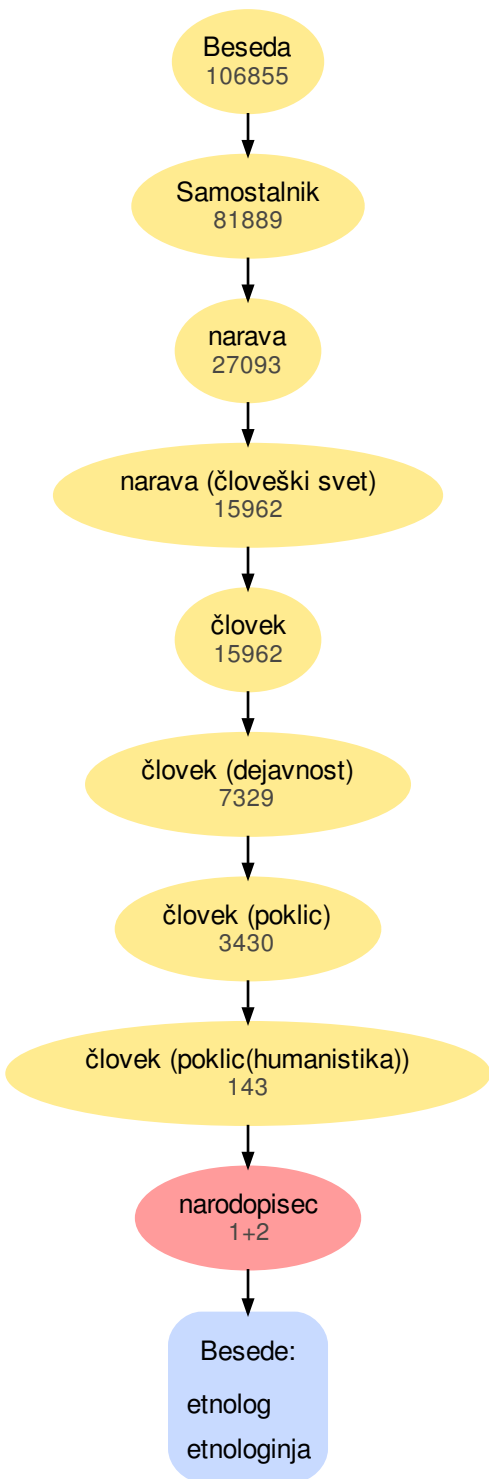 Beseda
106855
Samostalnik
81889
narava
27093
narava (človeški svet)
15962
človek
15962
človek (dejavnost)
7329
človek (poklic)
3430
človek (poklic(humanistika))
143
narodopisec
1+2
Besede:
etnolog
etnologinja